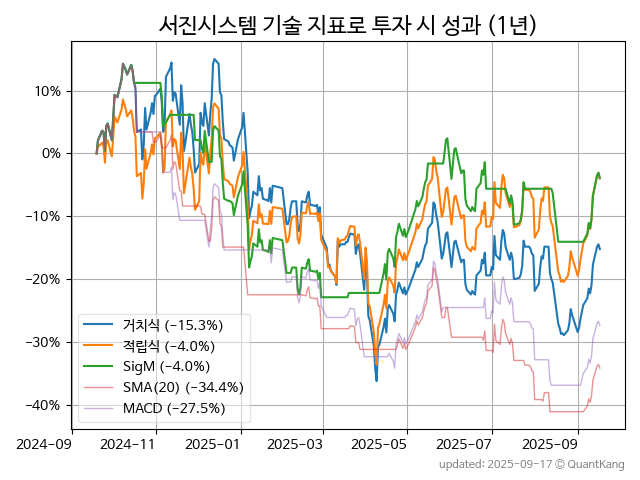 서진시스템 기술 지표로 투자 시 성과 (1년)
10%
0%
−10%
−20%
−30%
−40%
거치식 (−15.3%)
적립식 (−4.0%)
SigM (−4.0%)
SMA(20) (−34.4%)
MACD (−27.5%)
2024-09 2024-11 2025-01 2025-03 2025-05 2025-07 2025-09
updated: 2025-09-17 © QuantKang